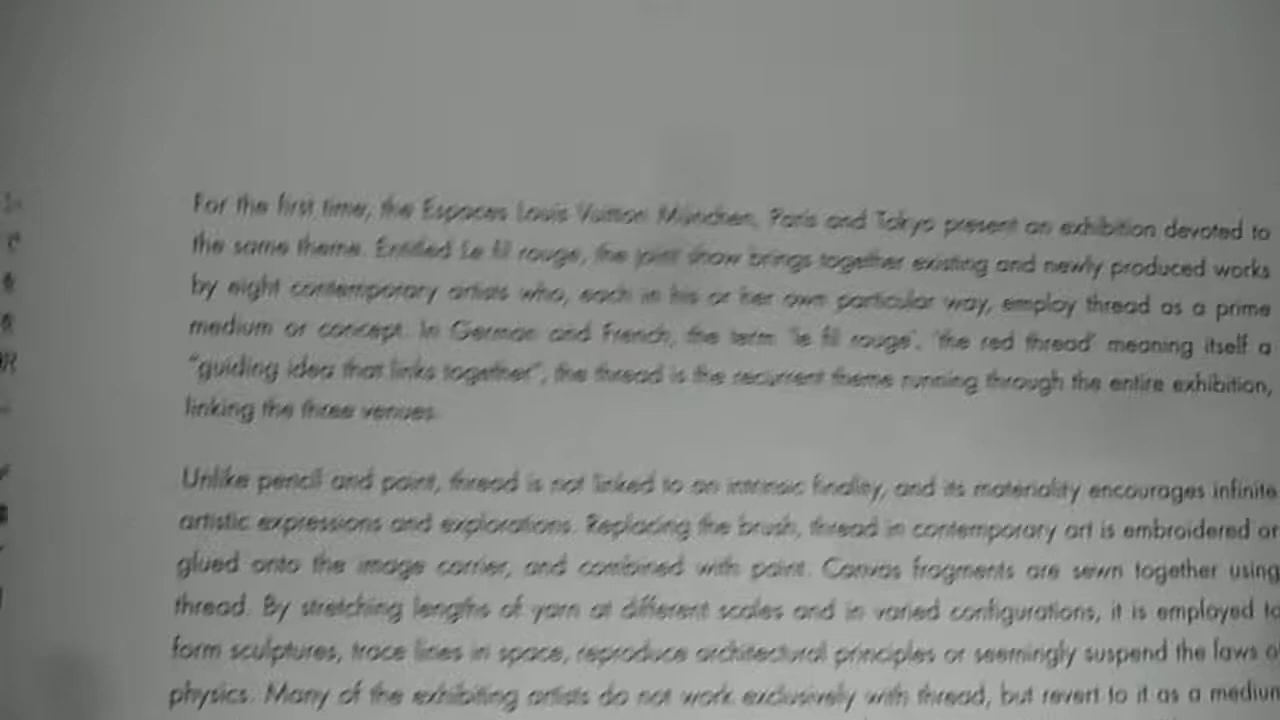 For the first time, the Espaces Louis Vuitton München, Paris and Tokyo present an exhibition devoted to
the same theme. Entitled Le fil rouge, the joint show brings together existing and newly produced works
by eight contemporary artists who, each in his or her own particular way, employ thread as a prime
medium or concept. In German and French, the term 'le fil rouge', 'the red thread' meaning itself a
"guiding idea that links together", the thread is the recurrent theme running through the entire exhibition,
linking the three venues.
Unlike pencil and paint, thread is not linked to an intrinsic finality, and its materiality encourages infinite
artistic expressions and explorations. Replacing the brush, thread in contemporary art is embroidered or
glued onto the image carrier, and combined with paint. Canvas fragments are sewn together using
thread. By stretching lengths of yarn at different scales and in varied configurations, it is employed to
form sculptures, trace lines in space, reproduce architectural principles or seemingly suspend the laws
physics. Many of the exhibiting artists do not work exclusively with thread, but revert to it as a medium